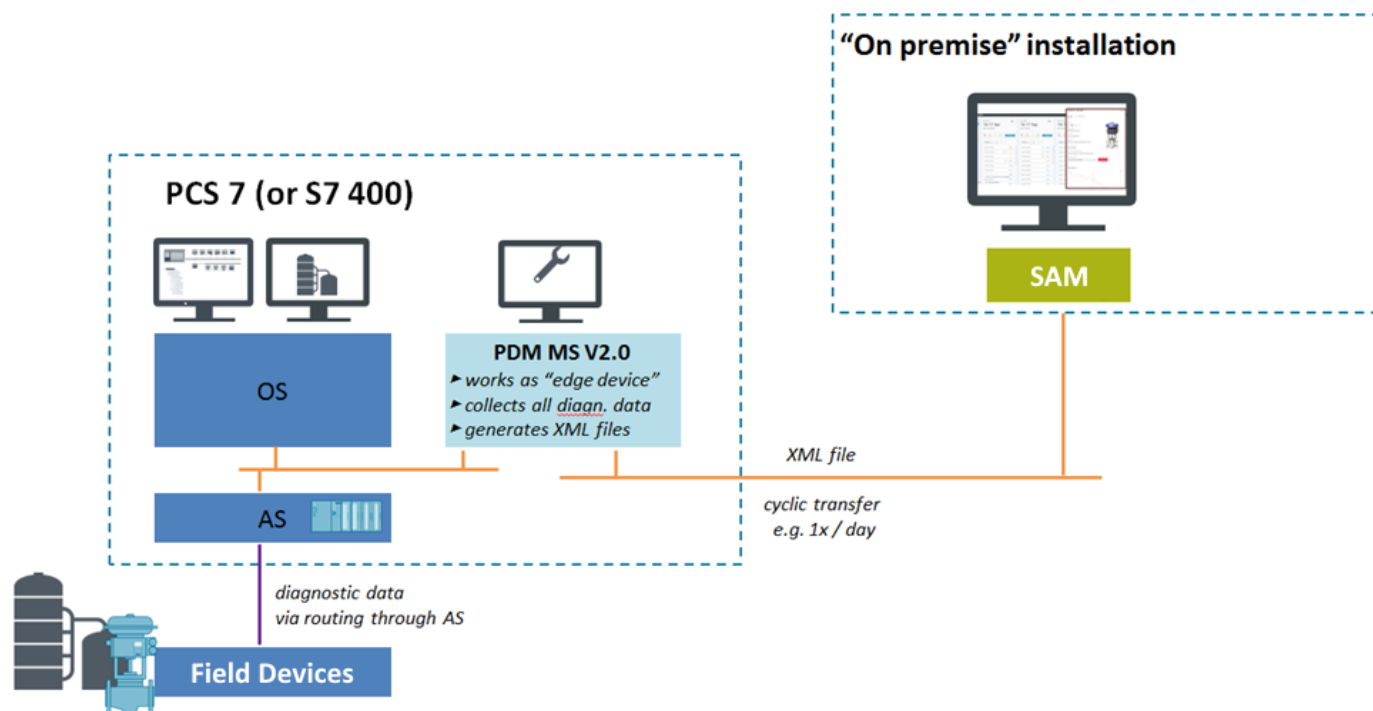 “On premise” installation
SAM
PCS 7 (or S7 400)
OS
PDM MS V2.0
► works as “edge device”
► collects all diagn. data
► generates XML files
AS
XML file
cyclic transfer
e.g. 1x / day
diagnostic data
via routing through AS
Field Devices